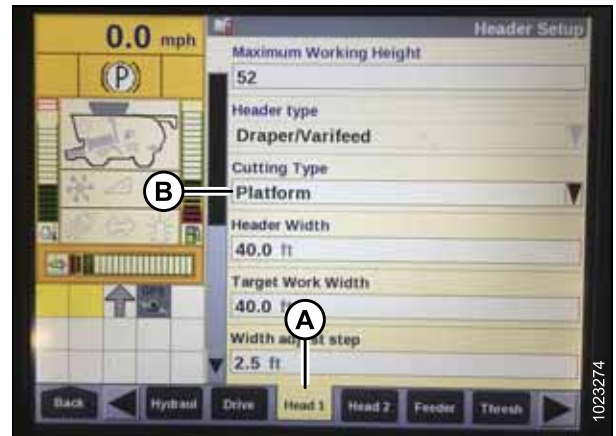 0.0 mph
(P)
Header Setup
Maximum Working Height
52
Header type
Draper/Varifeed
Cutting Type
B
Platform
Header Width
40.0 ft
Target Work Width
40.0
A
Width adjust step
2.5 ft
Back
Hydraul
Drive
Head 1
Head 2
Feeder
Thresh
1023274